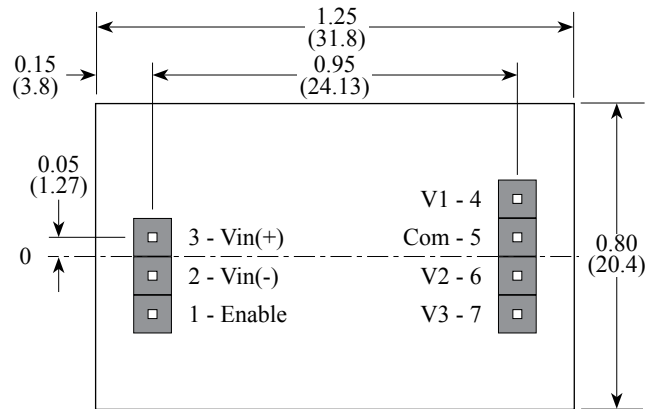 1.25
(31.8)
0.15
(3.8)
0.95
(24.13)
0.05
(1.27)
0
3 - Vin(+)
2 - Vin(-)
1 - Enable
V1 - 4
Com - 5
V2 - 6
V3 - 7
0.80
(20.4)